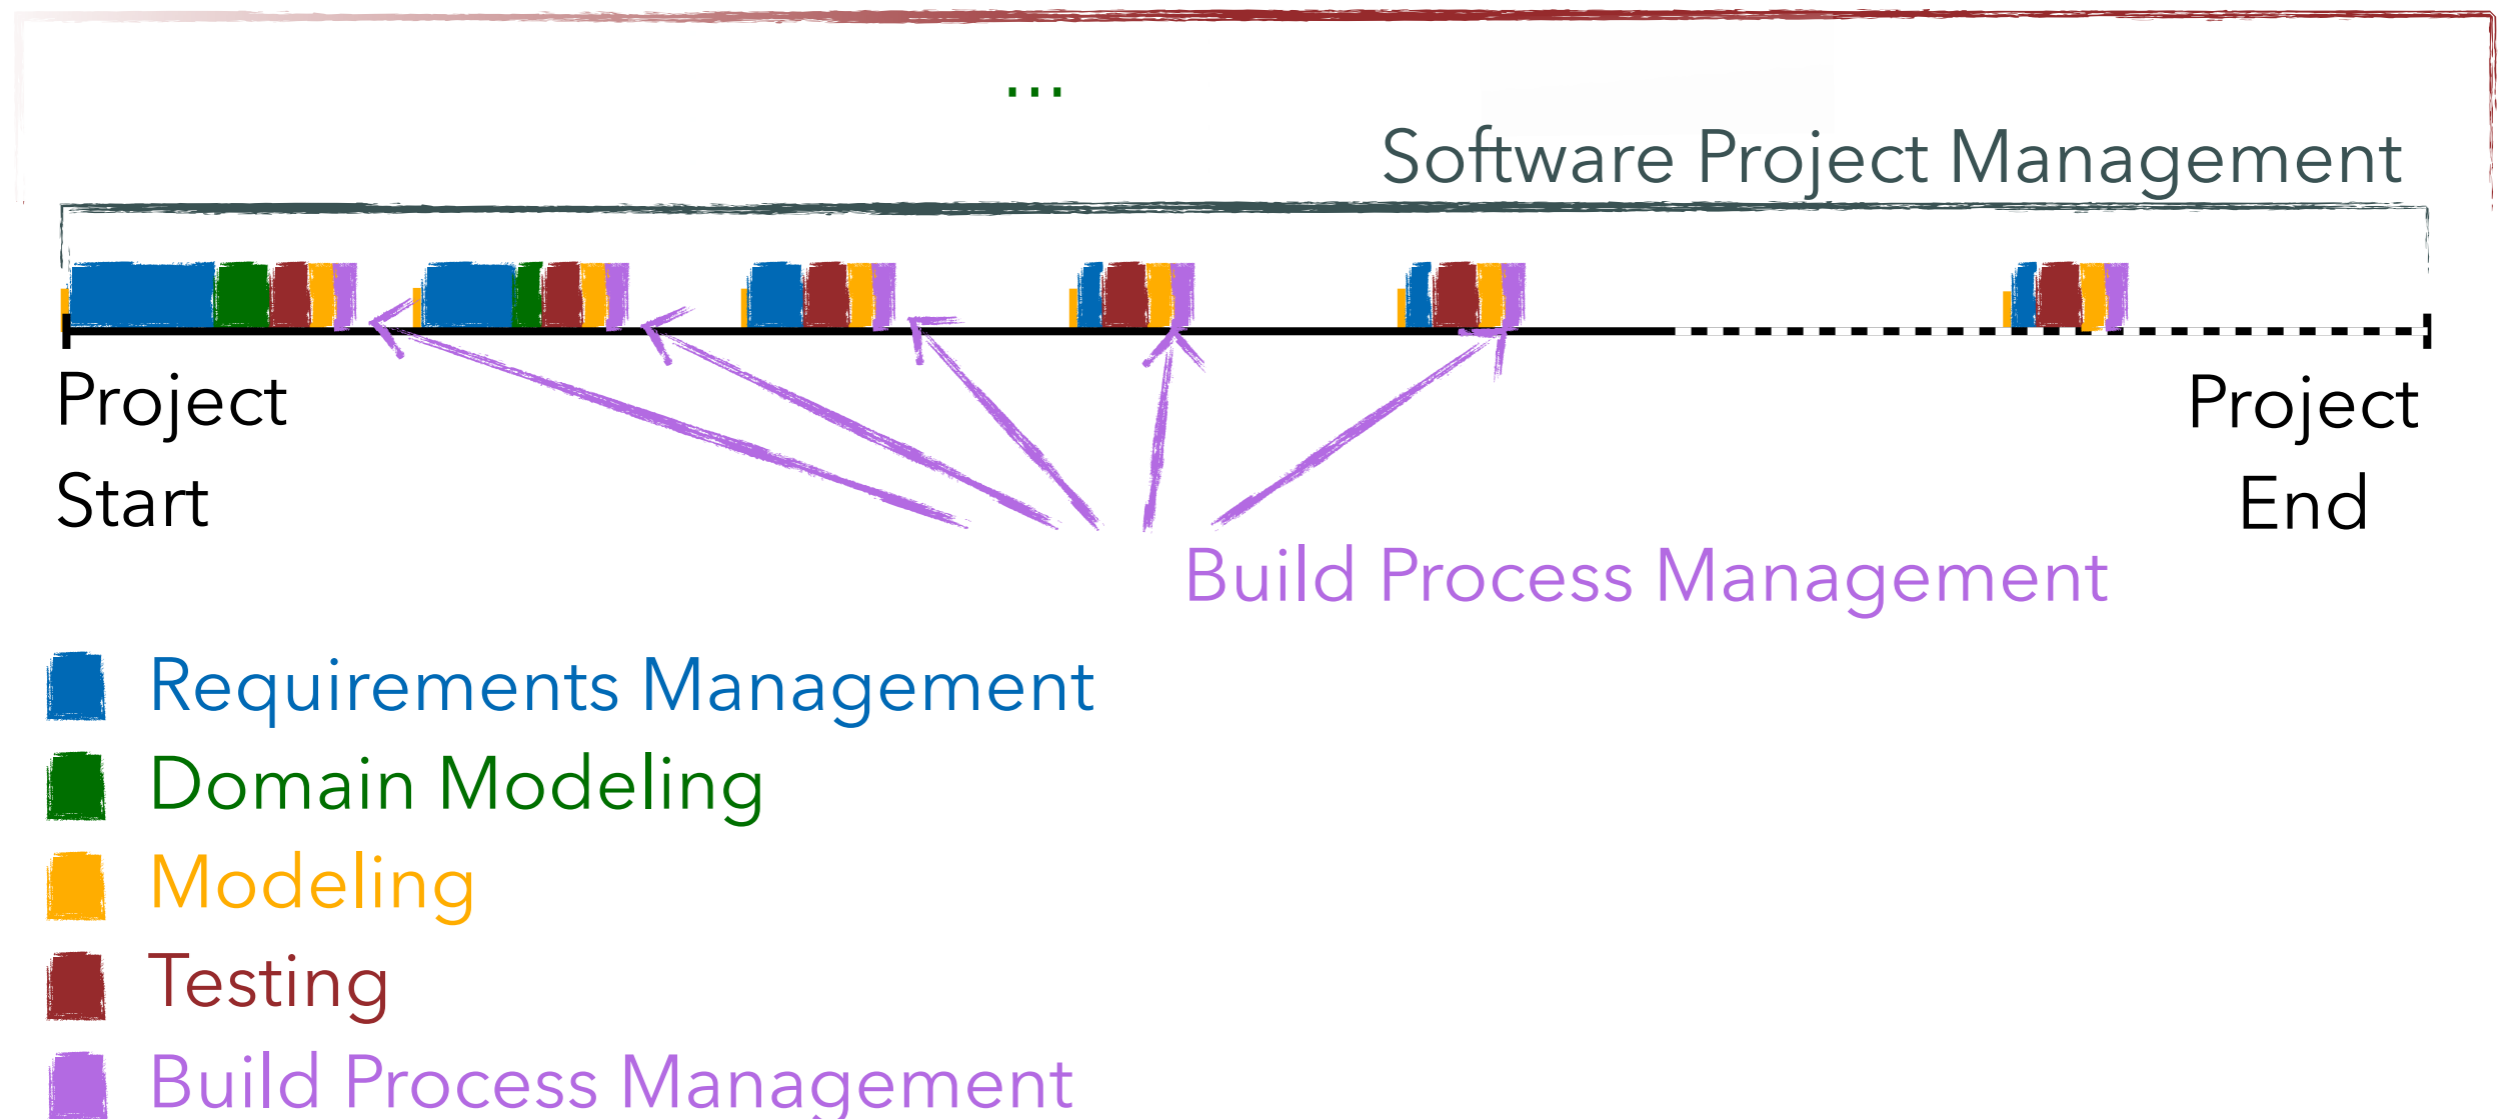 ...
Software Project Management
Project
Start
Project
End
Build Process Management
Requirements Management
Domain Modeling
Modeling
Testing
Build Process Management